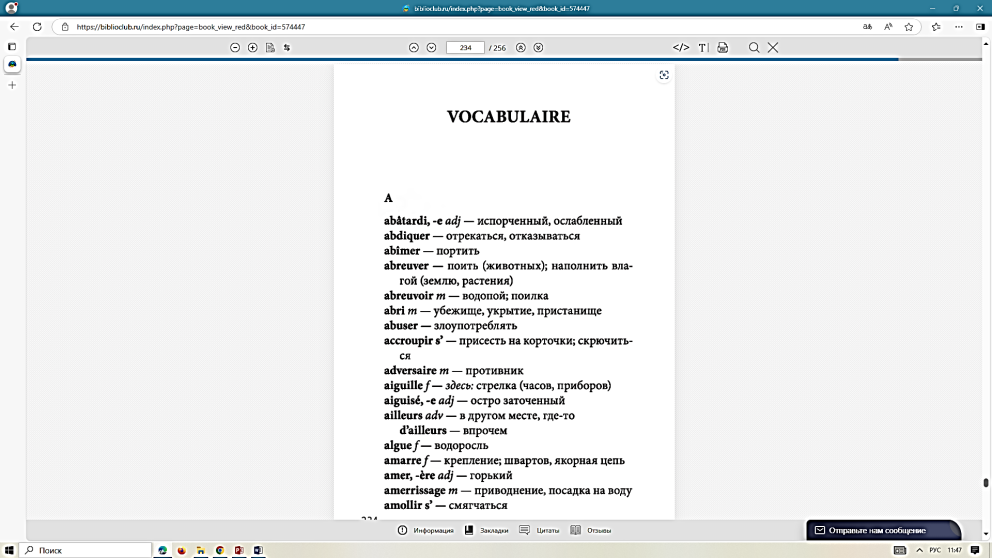 biblioclub.ru/index.php?page=book_view_red&book_id=574447
https://biblioclub.ru/index.php?page=book_view_red&book_id=574447
234 / 256
VOCABULAIRE
A
abâtardi, -e adj — испорченный, ослабленный
abdiquer — отрекаться, отказываться
abîmer — портить
abreuver — поить (животных); наполнить вла-
гой (землю, растения)
abreuvoir m — водопой; поилка
abri m — убежище, укрытие, пристанище
abuser — злоупотреблять
accroupir s' — присесть на корточки; скрючить-
ся
adversaire m — противник
aiguille f — здесь: стрелка (часов, приборов)
aiguisé, -e adj — остро заточенный
ailleurs adv — в другом месте, где-то
d'ailleurs — впрочем
algue f — водоросль
amarre f — крепление; швартов, якорная цепь
amer, -ère adj — горький
amerrissage m — приводнение, посадка на воду
amollir s' — смягчаться
Информация Закладки Цитаты Отзывы
Отправьте нам сообщение
Поиск
РУС 11:47